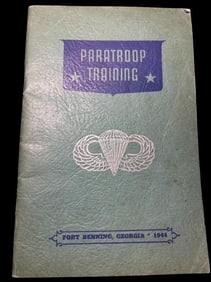 PARATROOP
TRAINING
FORT BENNING, GEORGIA * 1944